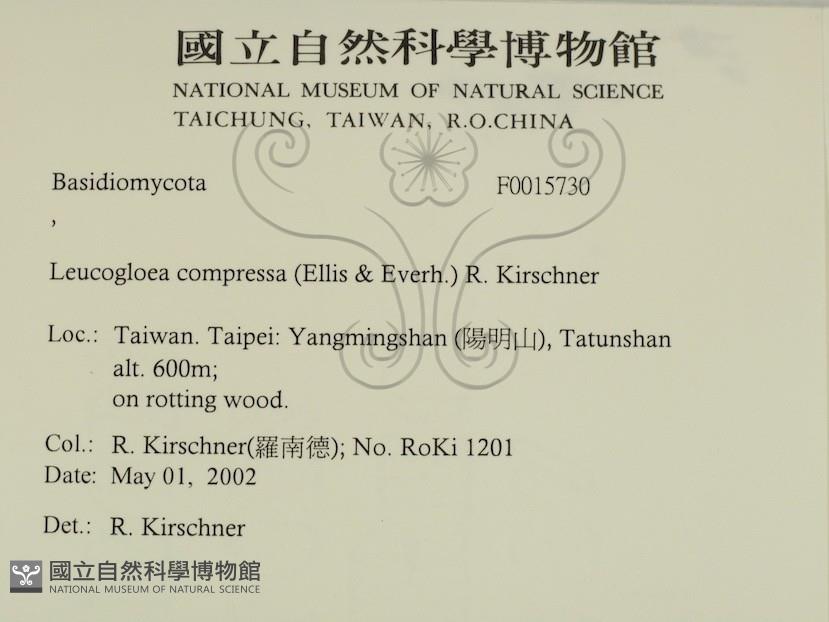 國立自然科學博物館
NATIONAL MUSEUM OF NATURAL SCIENCE
TAICHUNG, TAIWAN, R.O.CHINA
Basidiomycota F0015730
,
Leucogloea compressa (Ellis & Everh.) R. Kirschner
Loc.: Taiwan. Taipei: Yangmingshan (陽明山), Tatunshan
alt. 600m;
on rotting wood.
Col.: R. Kirschner(羅南德); No. RoKi 1201
Date: May 01, 2002
Det.: R. Kirschner
國立自然科學博物館
NATIONAL MUSEUM OF NATURAL SCIENCE